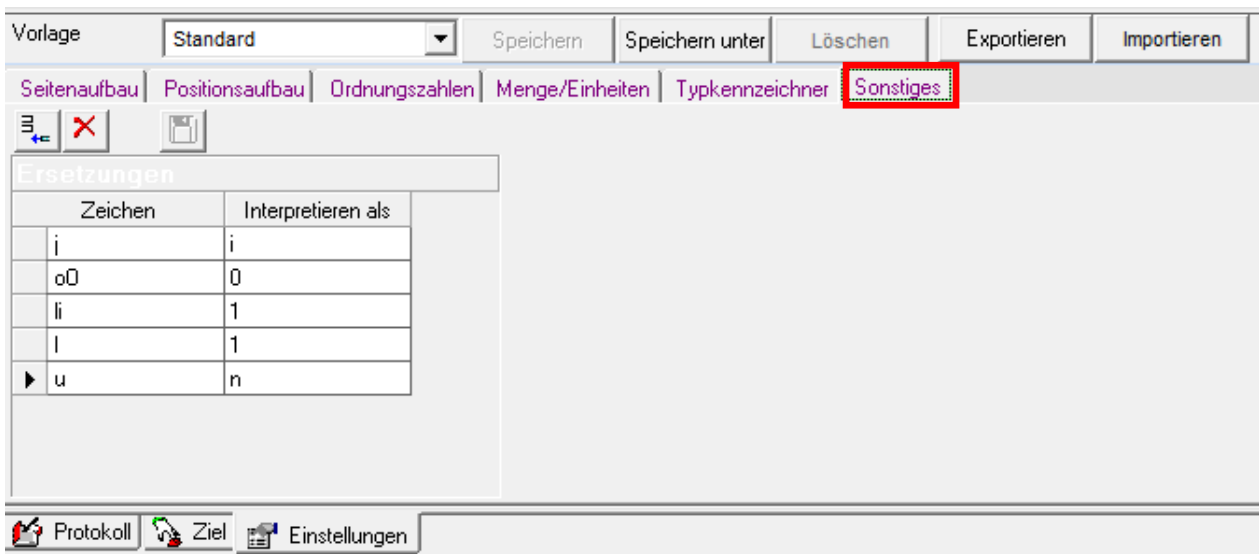 Vorlage Standard Speichern Speichern unter Löschen Exportieren Importieren
Seitenaufbau Positionsaufbau Ordnungszahlen Menge/Einheiten Typkennzeichner Sonstiges
Ersetzungen
Zeichen Interpretieren als
j i
oO 0
li 1
l 1
u n
Protokoll Ziel Einstellungen